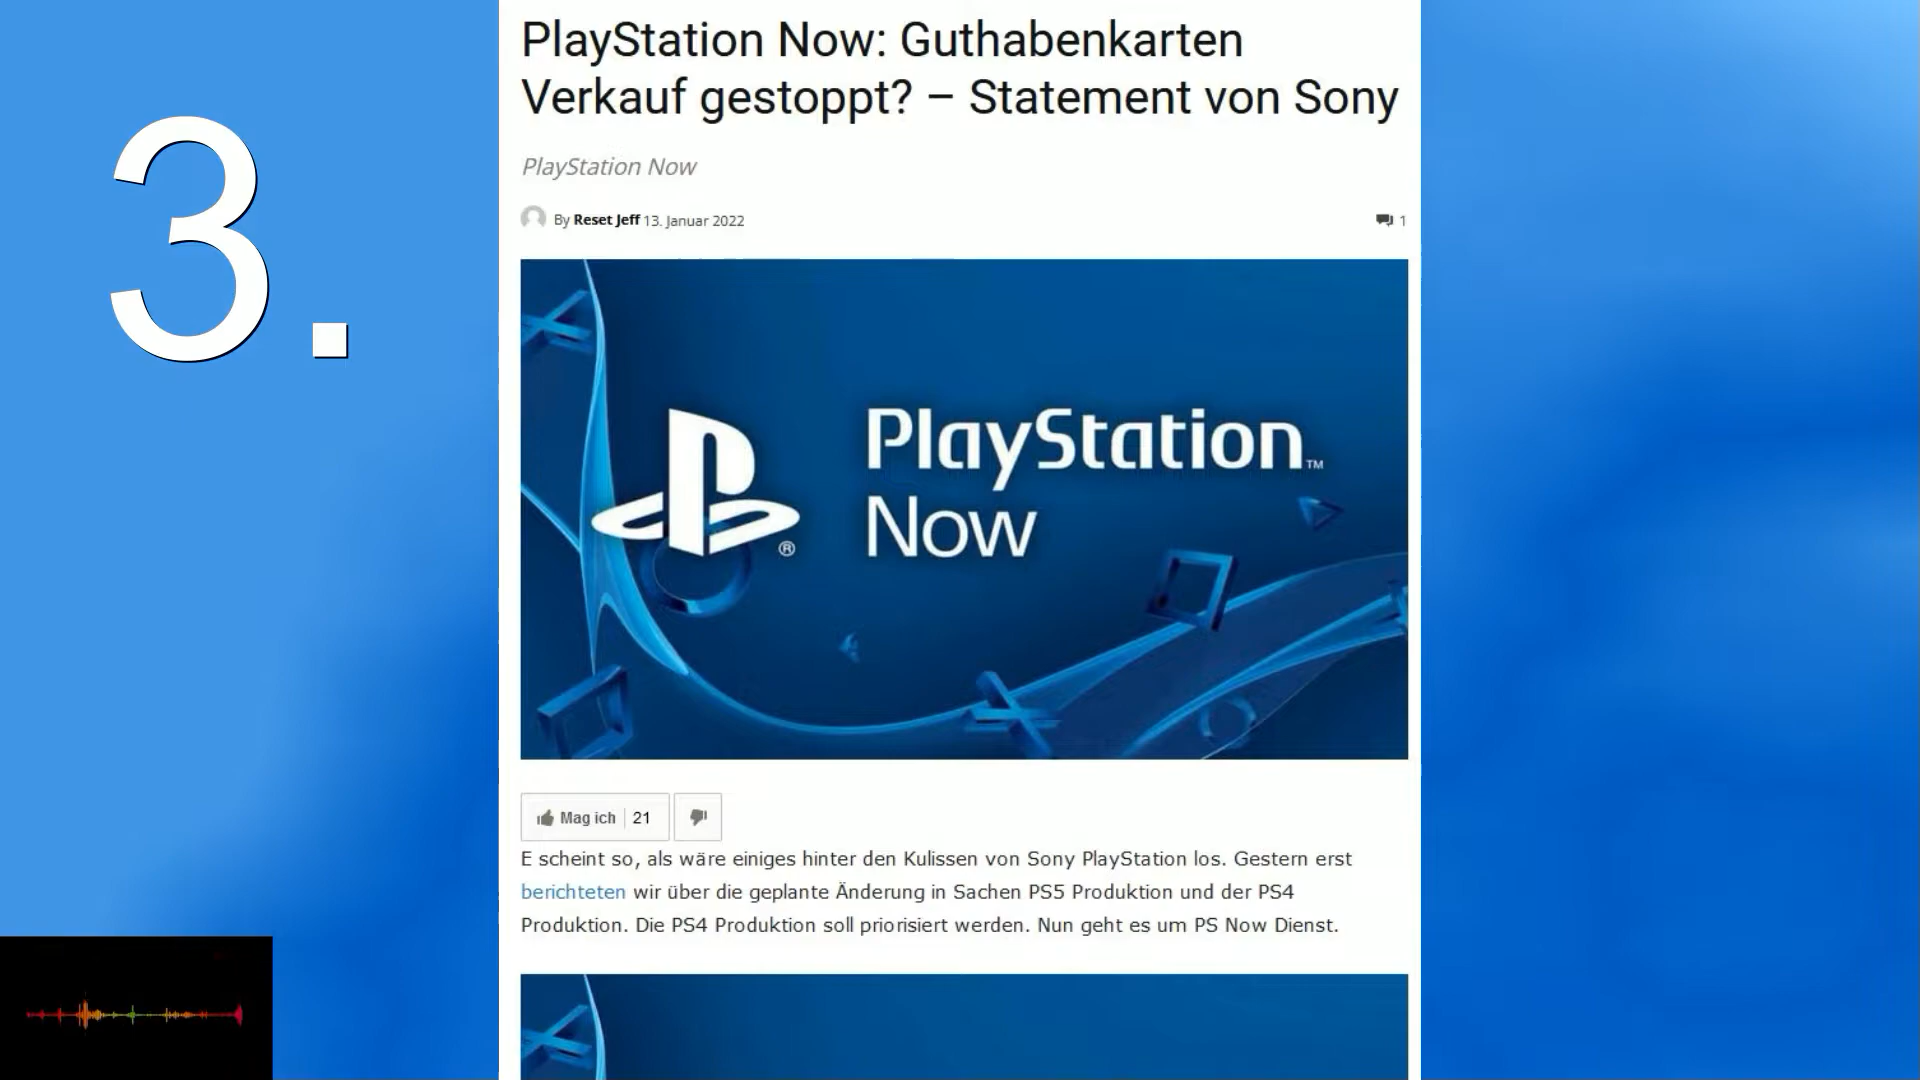 3.
PlayStation Now: Guthabenkarten
Verkauf gestoppt? – Statement von Sony
PlayStation Now
By Reset Jeff 13. Januar 2022
1
PlayStation™
Now
®
Mag ich 21
E scheint so, als wäre einiges hinter den Kulissen von Sony PlayStation los. Gestern erst
berichteten wir über die geplante Änderung in Sachen PS5 Produktion und der PS4
Produktion. Die PS4 Produktion soll priorisiert werden. Nun geht es um PS Now Dienst.